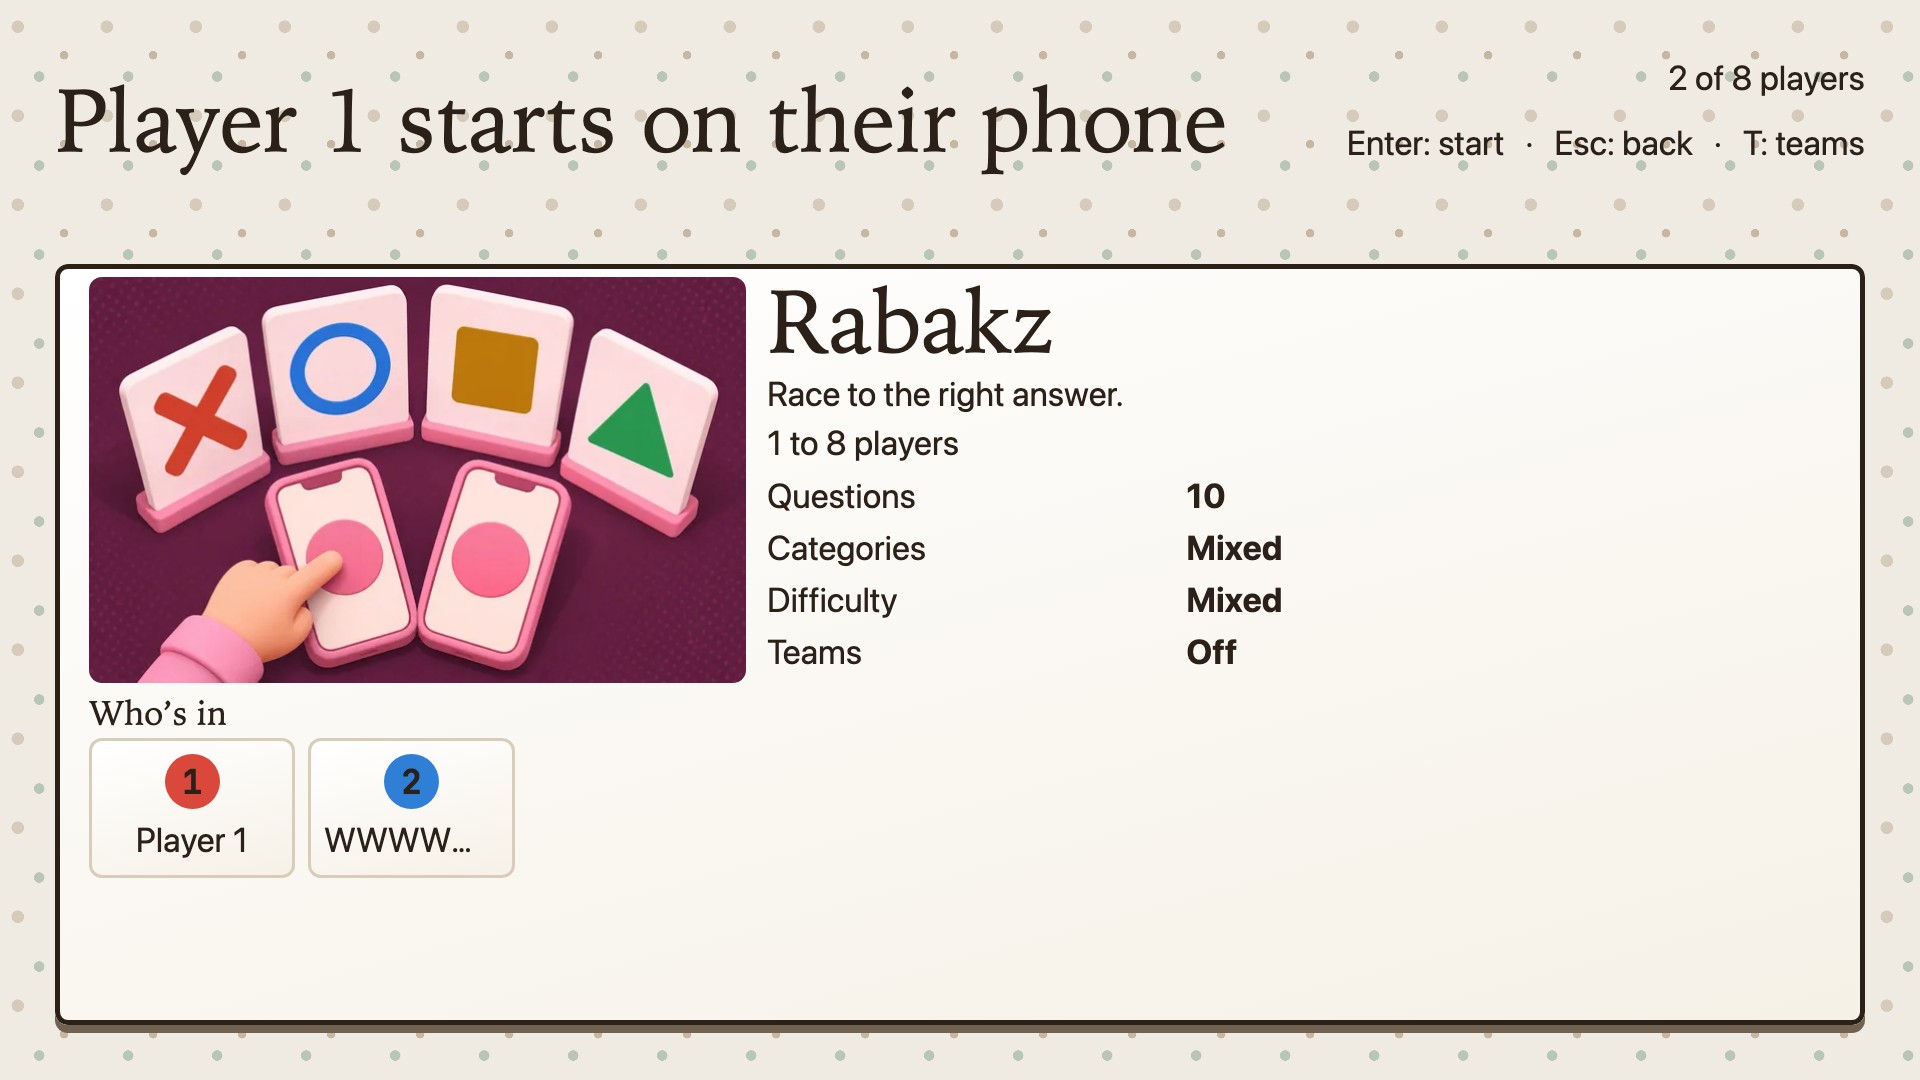 Player 1 starts on their phone
2 of 8 players
Enter: start · Esc: back · T: teams
Rabakz
Race to the right answer.
1 to 8 players
Questions 10
Categories Mixed
Difficulty Mixed
Teams Off
Who’s in
1
Player 1
2
WWWW...